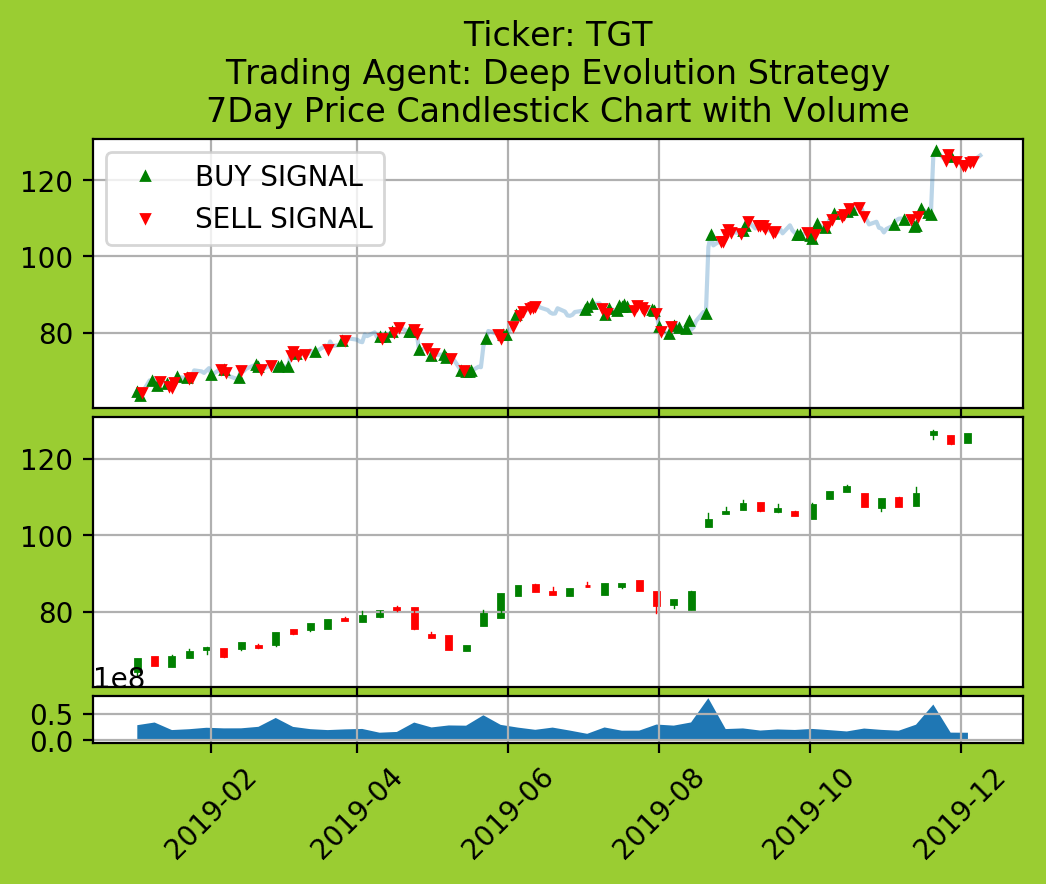 Ticker: TGT
Trading Agent: Deep Evolution Strategy
7Day Price Candlestick Chart with Volume
BUY SIGNAL
SELL SIGNAL
120
100
80
120
100
80
1e8
0.5
0.0
2019-02 2019-04 2019-06 2019-08 2019-10 2019-12